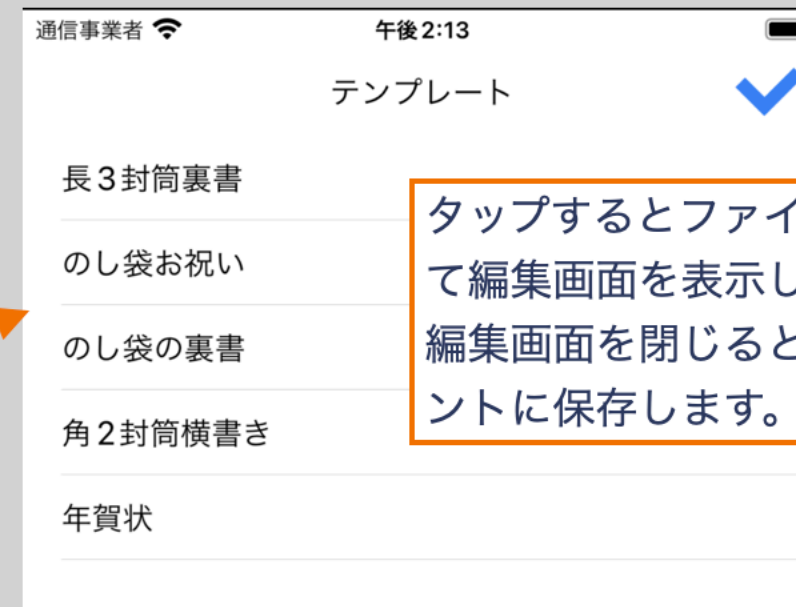 通信事業者
午後2:13
テンプレート
長3封筒裏書
のし袋お祝い
のし袋の裏書
角2封筒横書き
年賀状
タップするとファイ
て編集画面を表示し
編集画面を閉じると
ントに保存します。